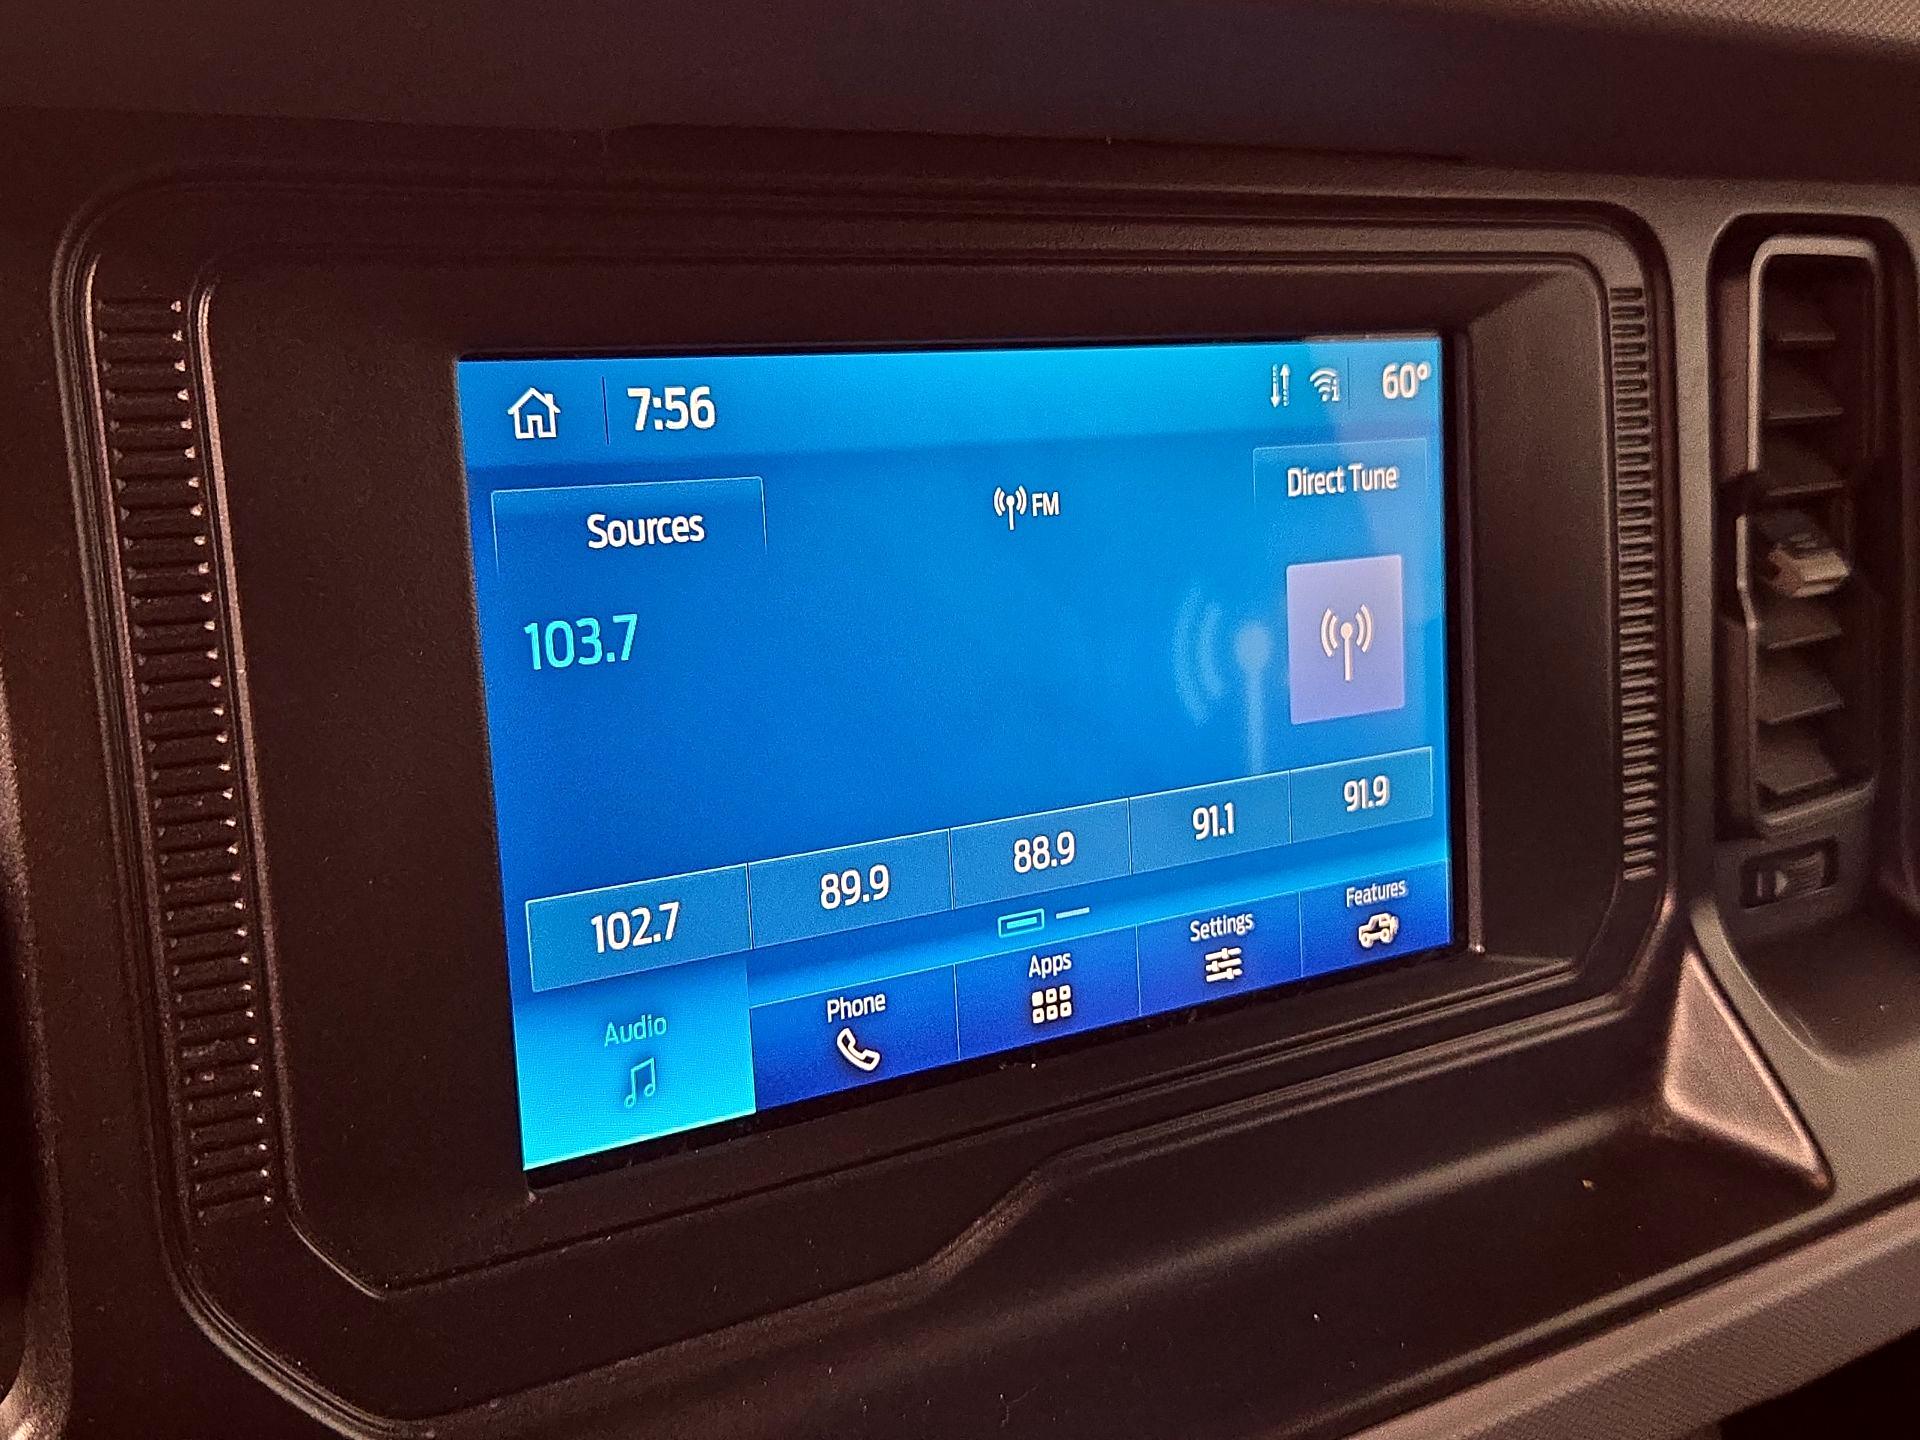 7:56
60°
Sources
FM
Direct Tune
103.7
102.7
89.9
88.9
91.1
91.9
Audio
Phone
Apps
Settings
Features